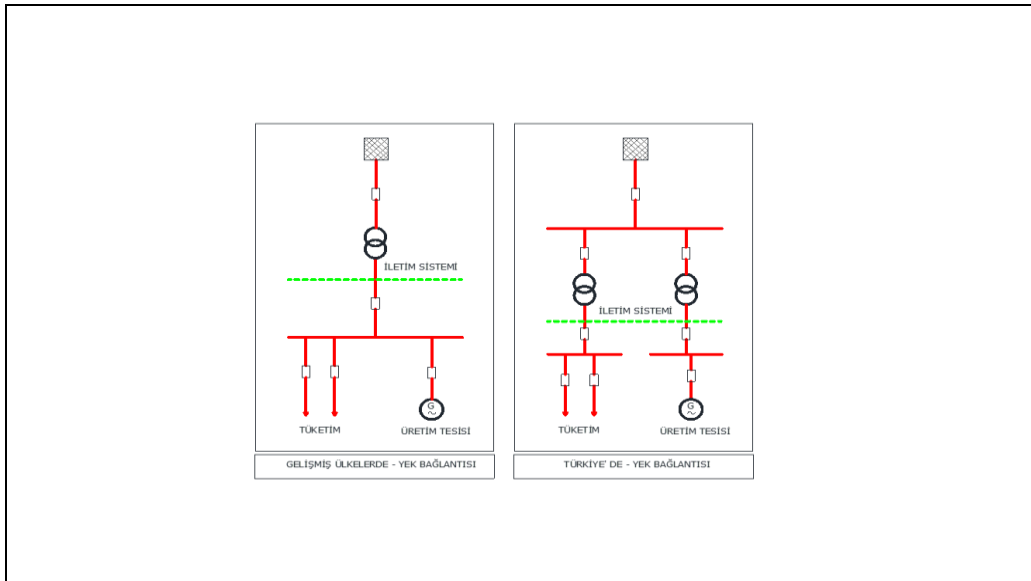 İLETİM SİSTEMİ
G
TÜKETİM
ÜRETİM TESİSİ
GELİŞMİŞ ÜLKELERDE - YEK BAĞLANTISI
İLETİM SİSTEMİ
G
TÜKETİM
ÜRETİM TESİSİ
TÜRKİYE' DE - YEK BAĞLANTISI